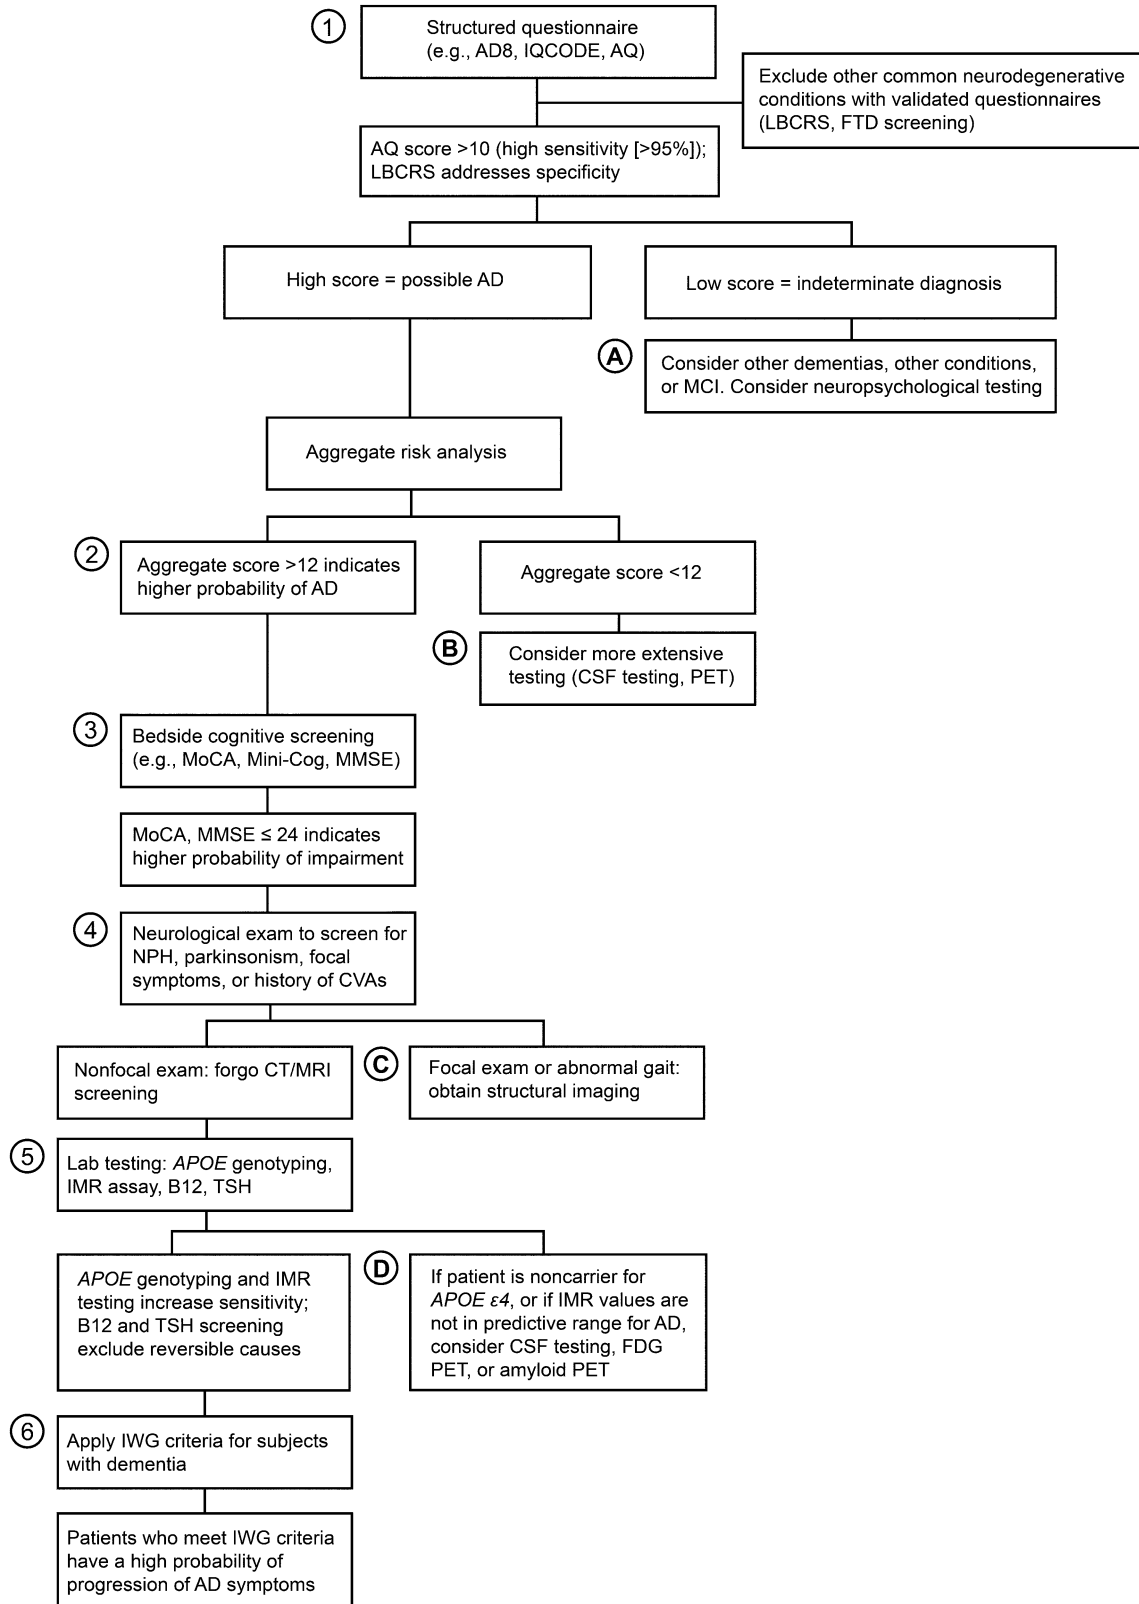 1
Structured questionnaire
(e.g., AD8, IQCODE, AQ)
Exclude other common neurodegenerative
conditions with validated questionnaires
(LBCRS, FTD screening)
AQ score >10 (high sensitivity [>95%]);
LBCRS addresses specificity
High score = possible AD
Low score = indeterminate diagnosis
A
Consider other dementias, other conditions,
or MCI. Consider neuropsychological testing
Aggregate risk analysis
2
Aggregate score >12 indicates
higher probability of AD
Aggregate score <12
B
Consider more extensive
testing (CSF testing, PET)
3
Bedside cognitive screening
(e.g., MoCA, Mini-Cog, MMSE)
MoCA, MMSE ≤ 24 indicates
higher probability of impairment
4
Neurological exam to screen for
NPH, parkinsonism, focal
symptoms, or history of CVAs
Nonfocal exam: forgo CT/MRI
screening
C
Focal exam or abnormal gait:
obtain structural imaging
5
Lab testing: APOE genotyping,
IMR assay, B12, TSH
APOE genotyping and IMR
testing increase sensitivity;
B12 and TSH screening
exclude reversible causes
D
If patient is noncarrier for
APOE ε4, or if IMR values are
not in predictive range for AD,
consider CSF testing, FDG
PET, or amyloid PET
6
Apply IWG criteria for subjects
with dementia
Patients who meet IWG criteria
have a high probability of
progression of AD symptoms